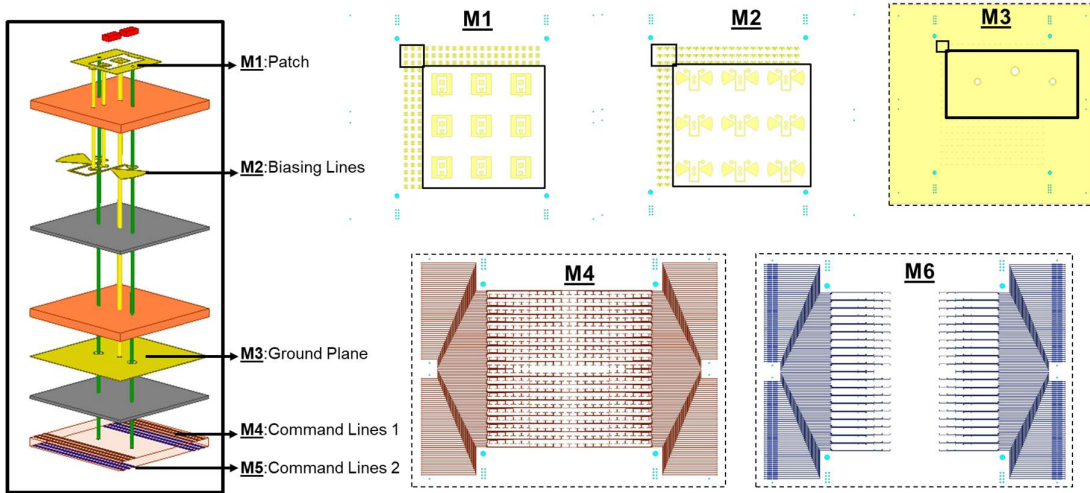 M1:Patch
M2:Biasing Lines
M3:Ground Plane
M4:Command Lines 1
M5:Command Lines 2
M1
M2
M3
M4
M6